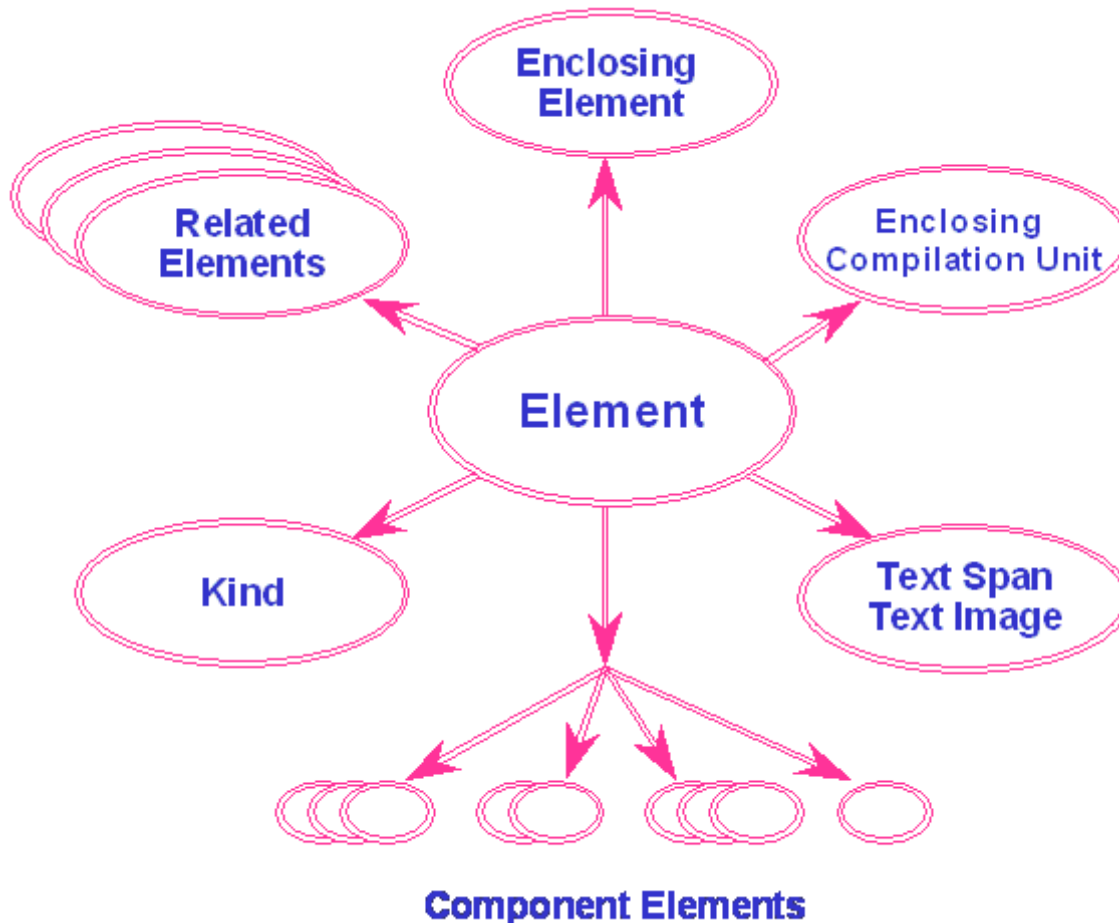 Enclosing
Element
Related
Elements
Enclosing
Compilation Unit
Element
Kind
Text Span
Text Image
Component Elements